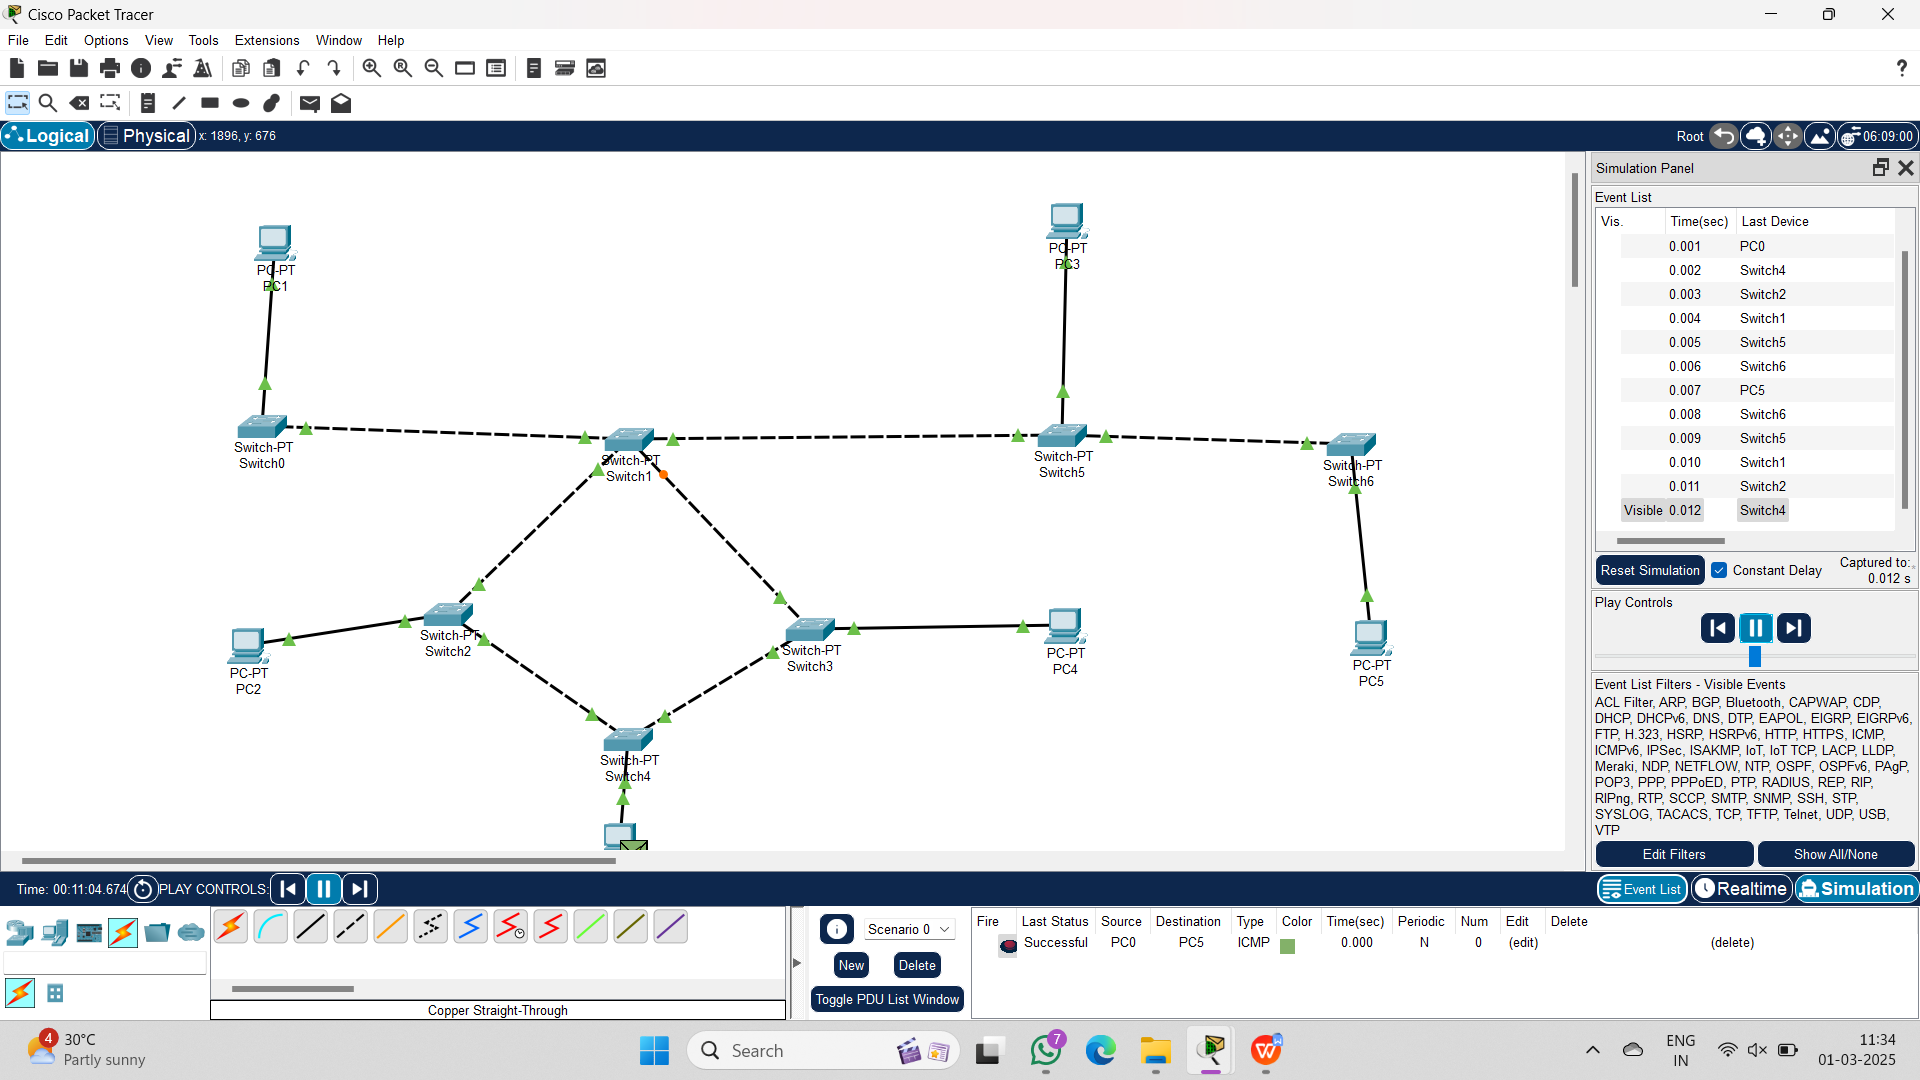 Cisco Packet Tracer
File Edit Options View Tools Extensions Window Help
?
Logical Physical x: 1896, y: 676 Root 06:09:00
PC-PT
PC1
PC-PT
PC3
Switch-PT
Switch0
Switch-PT
Switch1
Switch-PT
Switch5
Switch-PT
Switch6
PC-PT
PC2
Switch-PT
Switch2
Switch-PT
Switch3
PC-PT
PC4
PC-PT
PC5
Switch-PT
Switch4
Simulation Panel
Event List
Vis. Time(sec) Last Device
0.001 PC0
0.002 Switch4
0.003 Switch2
0.004 Switch1
0.005 Switch5
0.006 Switch6
0.007 PC5
0.008 Switch6
0.009 Switch5
0.010 Switch1
0.011 Switch2
Visible 0.012 Switch4
Reset Simulation Constant Delay Captured to:
0.012 s
Play Controls
Event List Filters - Visible Events
ACL Filter, ARP, BGP, Bluetooth, CAPWAP, CDP,
DHCP, DHCPv6, DNS, DTP, EAPOL, EIGRP, EIGRPv6,
FTP, H.323, HSRP, HSRPv6, HTTP, HTTPS, ICMP,
ICMPv6, IPSec, ISAKMP, IoT, IoT TCP, LACP, LLDP,
Meraki, NDP, NETFLOW, NTP, OSPF, OSPFv6, PAgP,
POP3, PPP, PPPoED, PTP, RADIUS, REP, RIP,
RIPng, RTP, SCCP, SMTP, SNMP, SSH, STP,
SYSLOG, TACACS, TCP, TFTP, Telnet, UDP, USB,
VTP
Edit Filters Show All/None
Time: 00:11:04.674 PLAY CONTROLS: Event List Realtime Simulation
Copper Straight-Through
Scenario 0
New Delete
Toggle PDU List Window
Fire Last Status Source Destination Type Color Time(sec) Periodic Num Edit Delete
Successful PC0 PC5 ICMP 0.000 N 0 (edit) (delete)
4 30°C
Partly sunny
Search
7
W
ENG
IN
11:34
01-03-2025